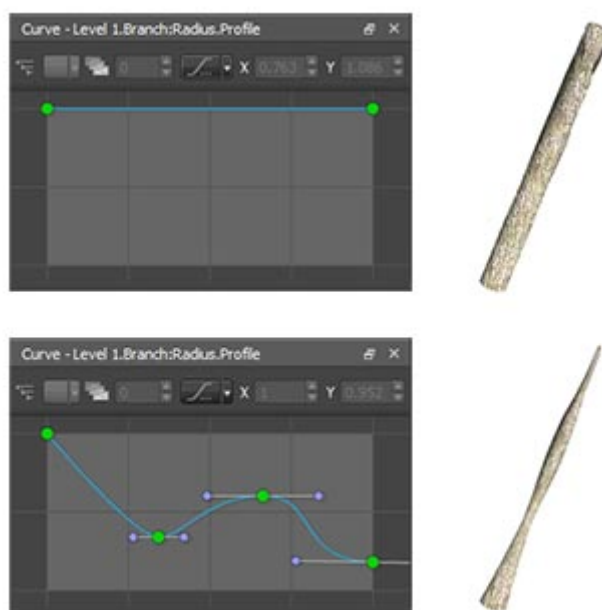 Curve - Level 1.Branch:Radius.Profile
0 X 0.763 Y 1.086
Curve - Level 1.Branch:Radius.Profile
0 X 1 Y 0.952